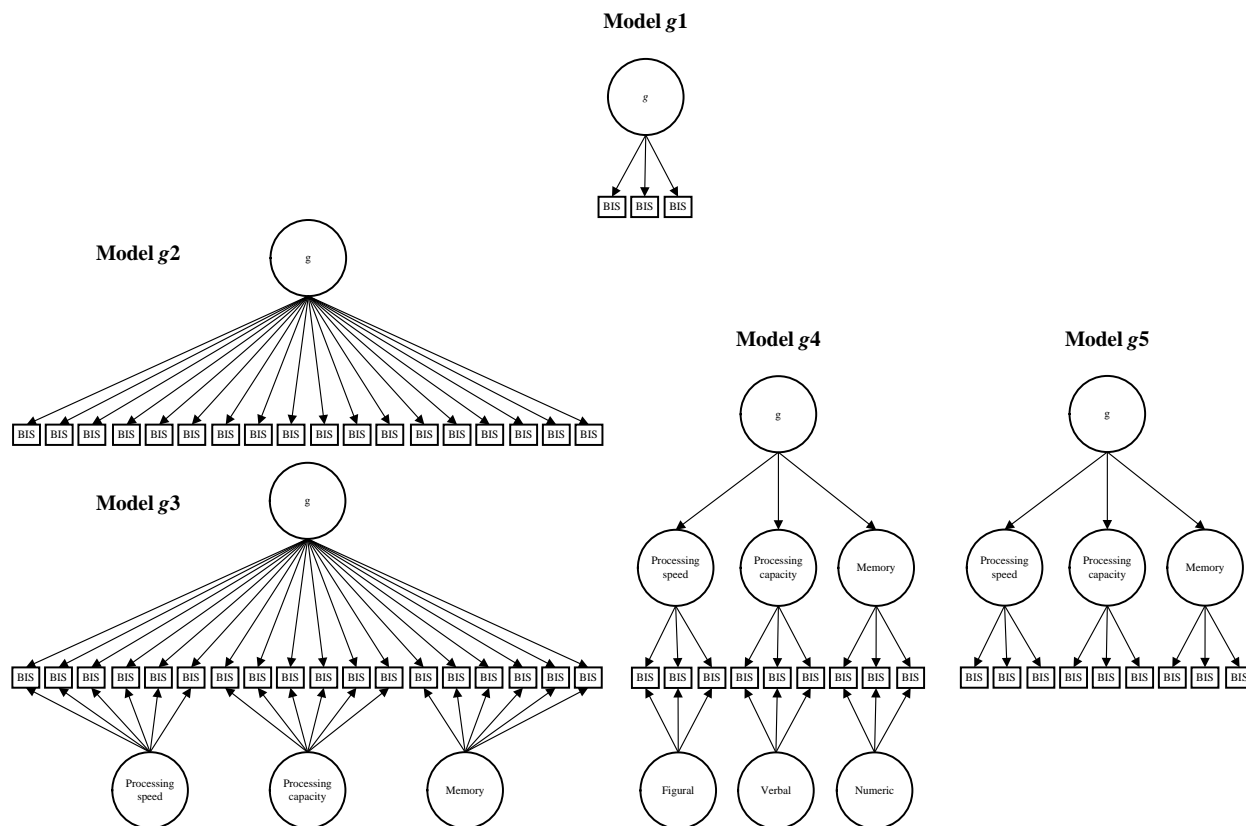 Model g1
g
BIS BIS BIS
Model g2
g
BIS BIS BIS BIS BIS BIS BIS BIS BIS BIS BIS BIS BIS BIS BIS BIS BIS BIS
Model g3
g
BIS BIS BIS BIS BIS BIS BIS BIS BIS BIS BIS BIS BIS BIS BIS BIS BIS BIS
Processing
speed
Processing
capacity
Memory
Model g4
g
Processing
speed
Processing
capacity
Memory
BIS BIS BIS BIS BIS BIS BIS BIS BIS
Figural
Verbal
Numeric
Model g5
g
Processing
speed
Processing
capacity
Memory
BIS BIS BIS BIS BIS BIS BIS BIS BIS